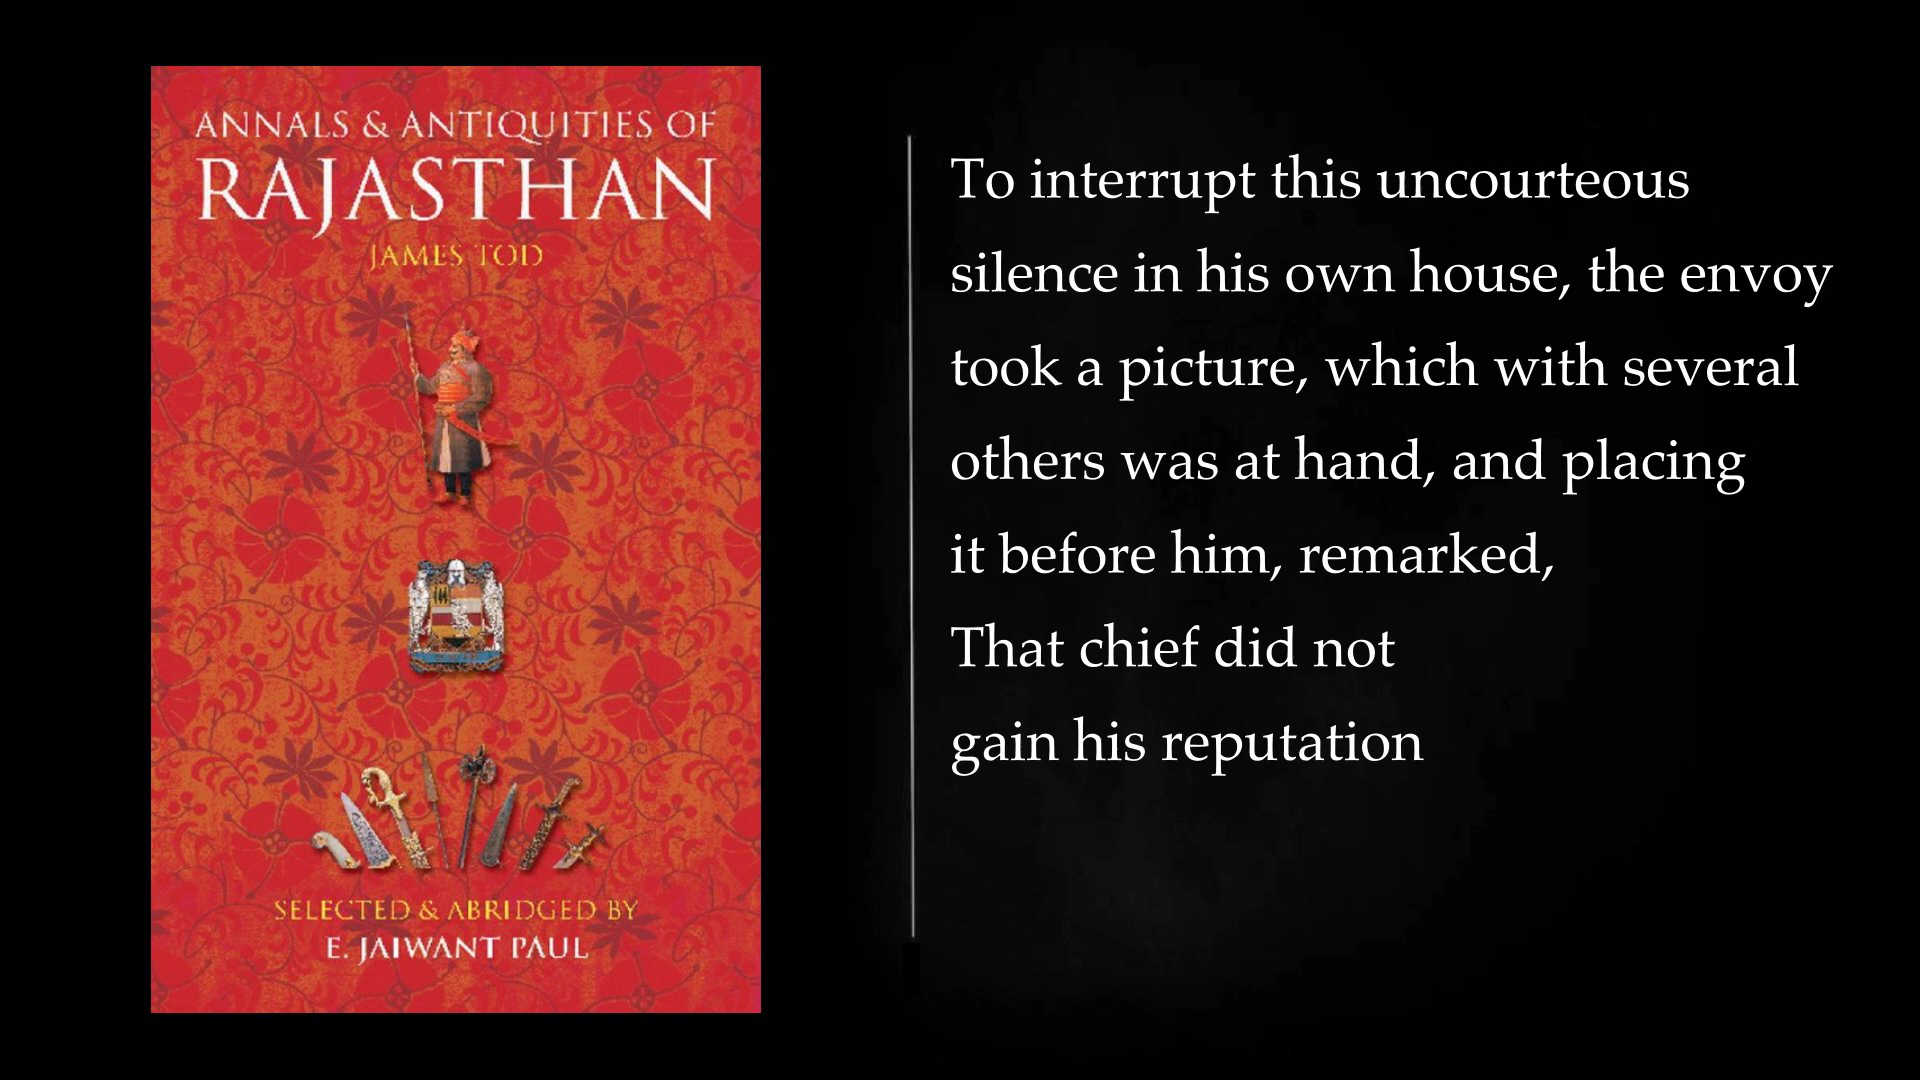 ANNALS & ANTIQUITIES OF
RAJASTHAN
JAMES TOD
SELECTED & ABRIDGED BY
E. JAIWANT PAUL
To interrupt this uncourteous
silence in his own house, the envoy
took a picture, which with several
others was at hand, and placing
it before him, remarked,
That chief did not
gain his reputation